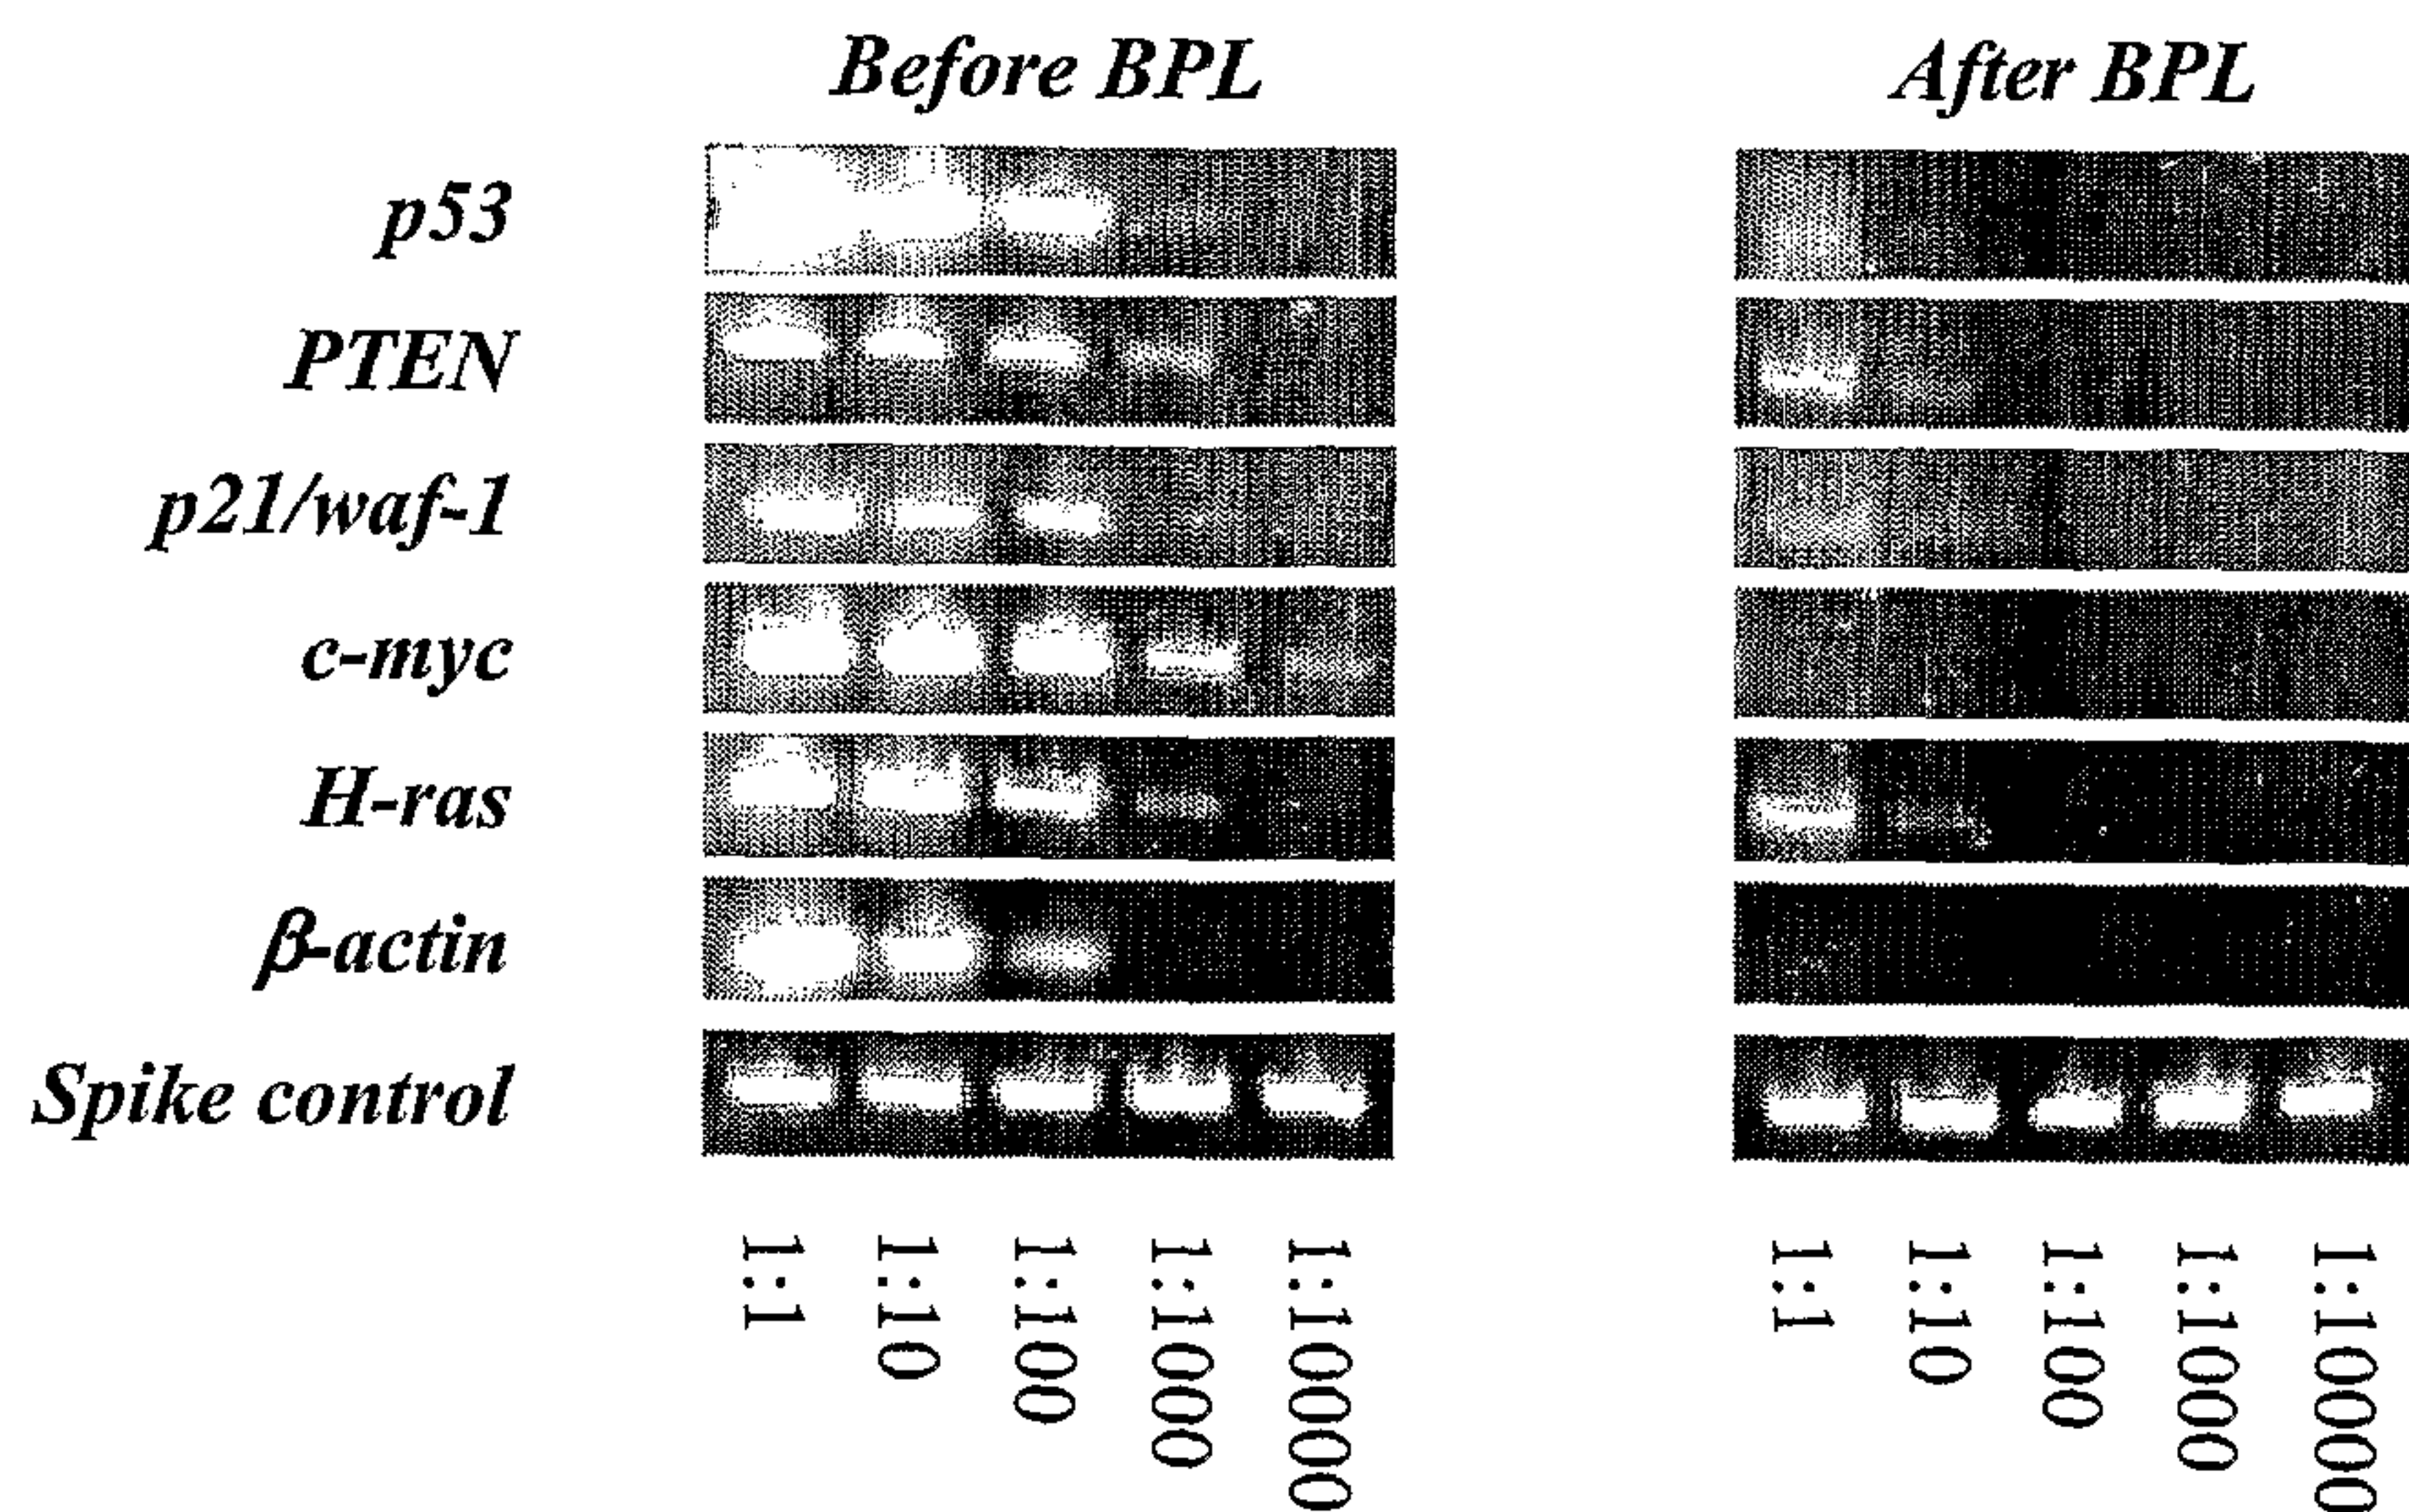 Before BPL After BPL
p53
PTEN
p21/waf-1
c-myc
H-ras
β-actin
Spike control
1:1 1:10 1:100 1:1000 1:10000 1:1 1:10 1:100 1:1000 1:10000